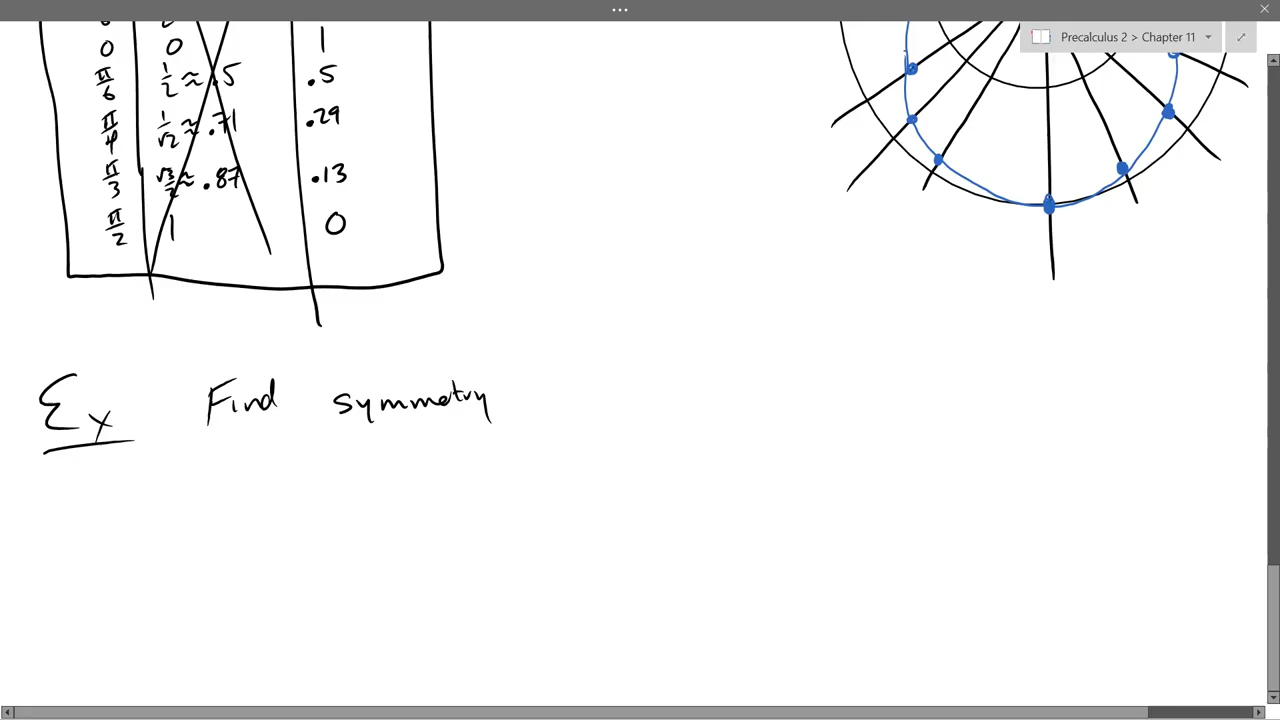 ...
Precalculus 2 > Chapter 11
0 0 1
π/6 1/2 ≈ .5 .5
π/4 1/√2 ≈ .71 .29
π/3 √3/2 ≈ .87 .13
π/2 1 0
Ex Find symmetry